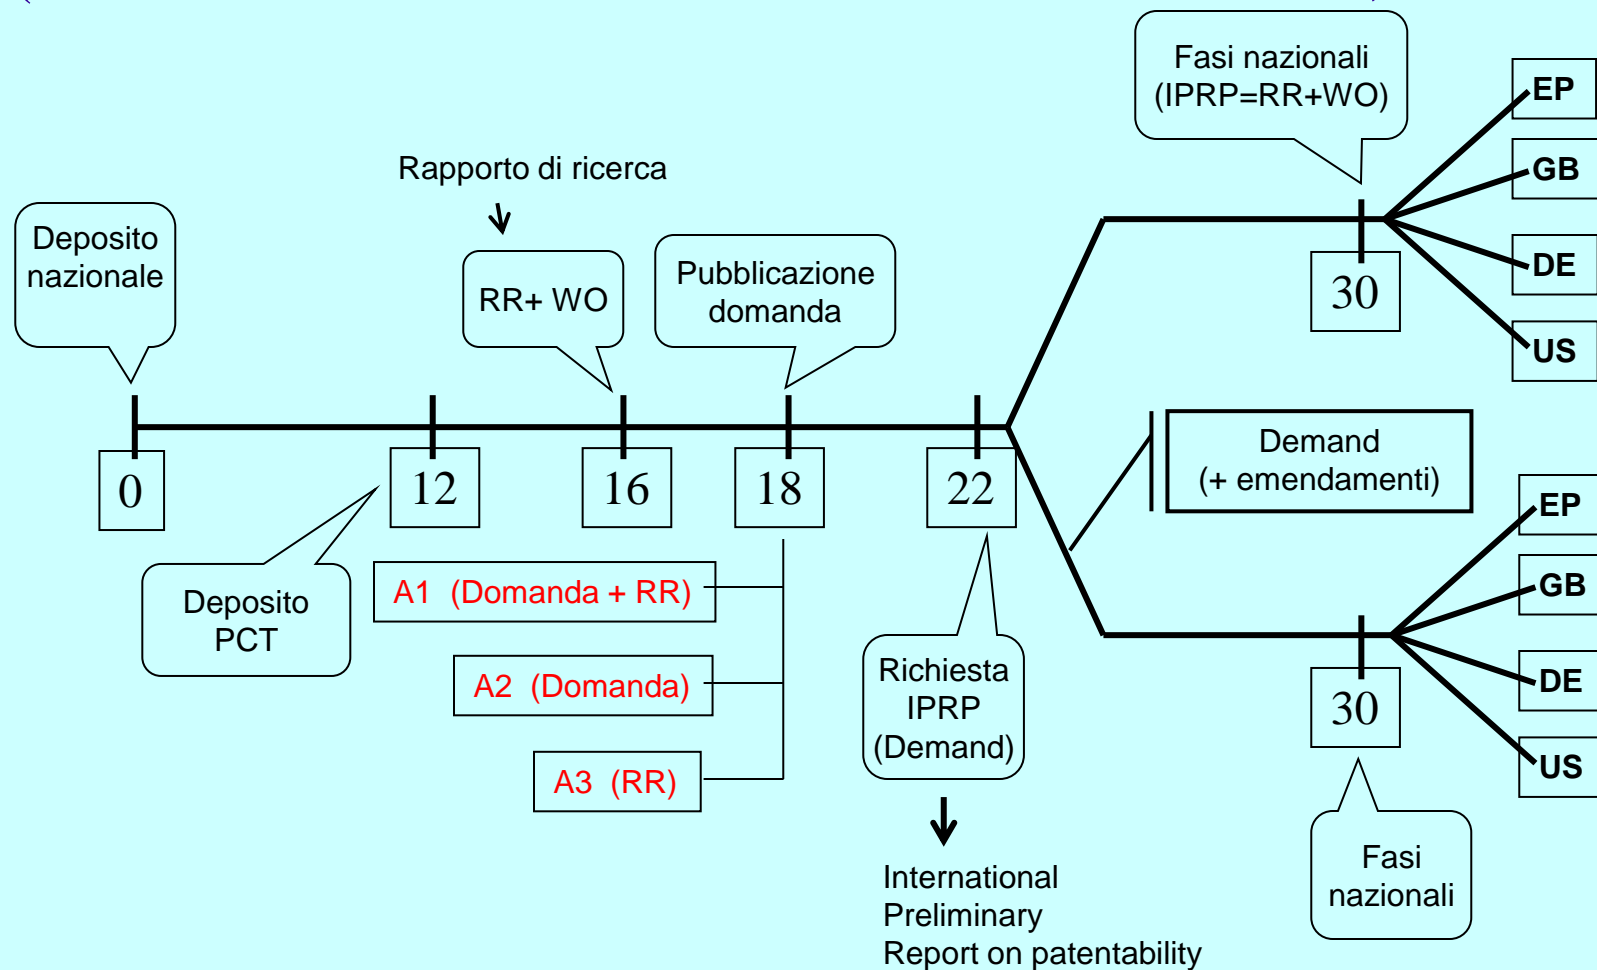 Fasi nazionali
(IPRP=RR+WO)
EP
GB
DE
US
Rapporto di ricerca
Deposito
nazionale
RR+ WO
Pubblicazione
domanda
30
Demand
(+ emendamenti)
0
12
16
18
22
Deposito
PCT
A1 (Domanda + RR)
A2 (Domanda)
A3 (RR)
Richiesta
IPRP
(Demand)
International
Preliminary
Report on patentability
EP
GB
DE
US
30
Fasi
nazionali